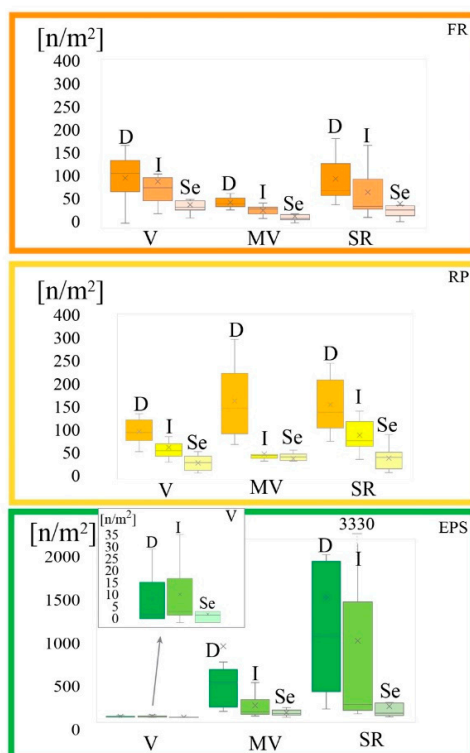 [n/m²] FR
400
300
250
200
150
100
50
0
D I Se
D I Se
D I Se
V MV SR
[n/m²] RP
400
300
250
200
150
100
50
0
D I Se
D I Se
D I Se
V MV SR
[n/m²] EPS
2000
1500
1000
500
0
[n/m²] V
35
30
25
20
15
10
5
0
D I Se
D I Se
3330
D I Se
V MV SR